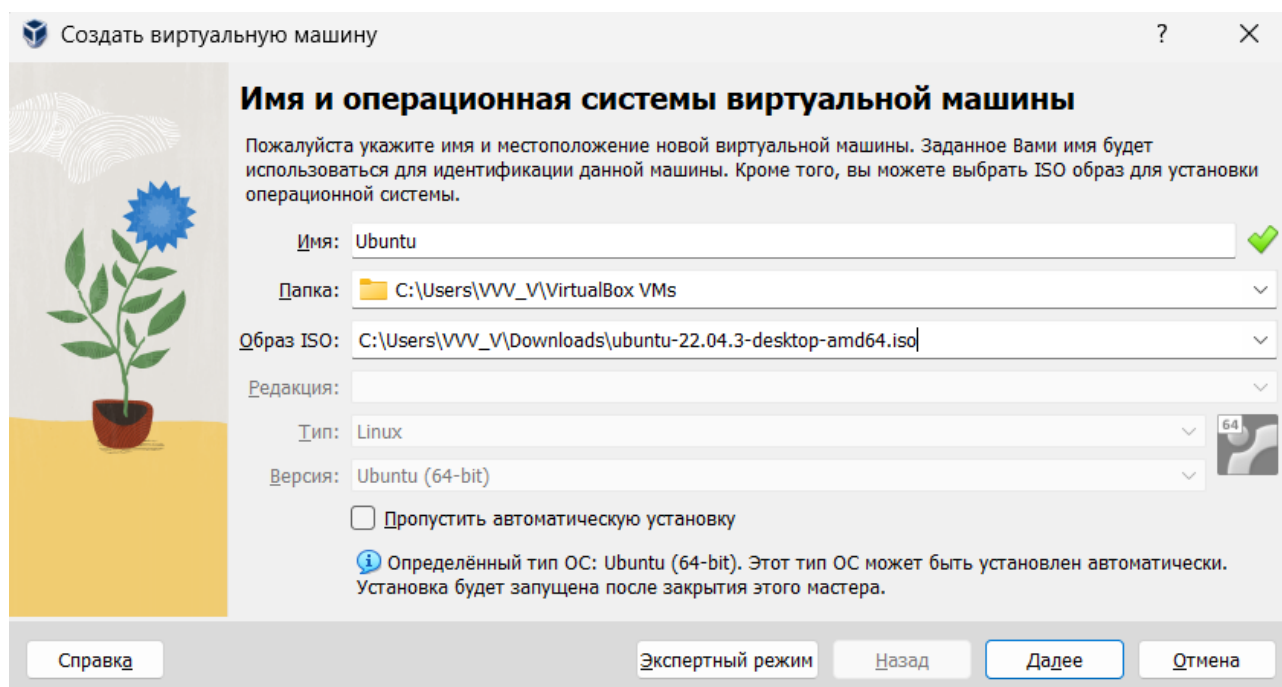 Создать виртуальную машину
?
Имя и операционная системы виртуальной машины
Пожалуйста укажите имя и местоположение новой виртуальной машины. Заданное Вами имя будет
использоваться для идентификации данной машины. Кроме того, вы можете выбрать ISO образ для установки
операционной системы.
Имя: Ubuntu
Папка: C:\Users\VVV_V\VirtualBox VMs
Образ ISO: C:\Users\VVV_V\Downloads\ubuntu-22.04.3-desktop-amd64.iso
Редакция:
Тип: Linux 64
Версия: Ubuntu (64-bit)
Пропустить автоматическую установку
Определённый тип ОС: Ubuntu (64-bit). Этот тип ОС может быть установлен автоматически.
Установка будет запущена после закрытия этого мастера.
Справка Экспертный режим Назад Далее Отмена